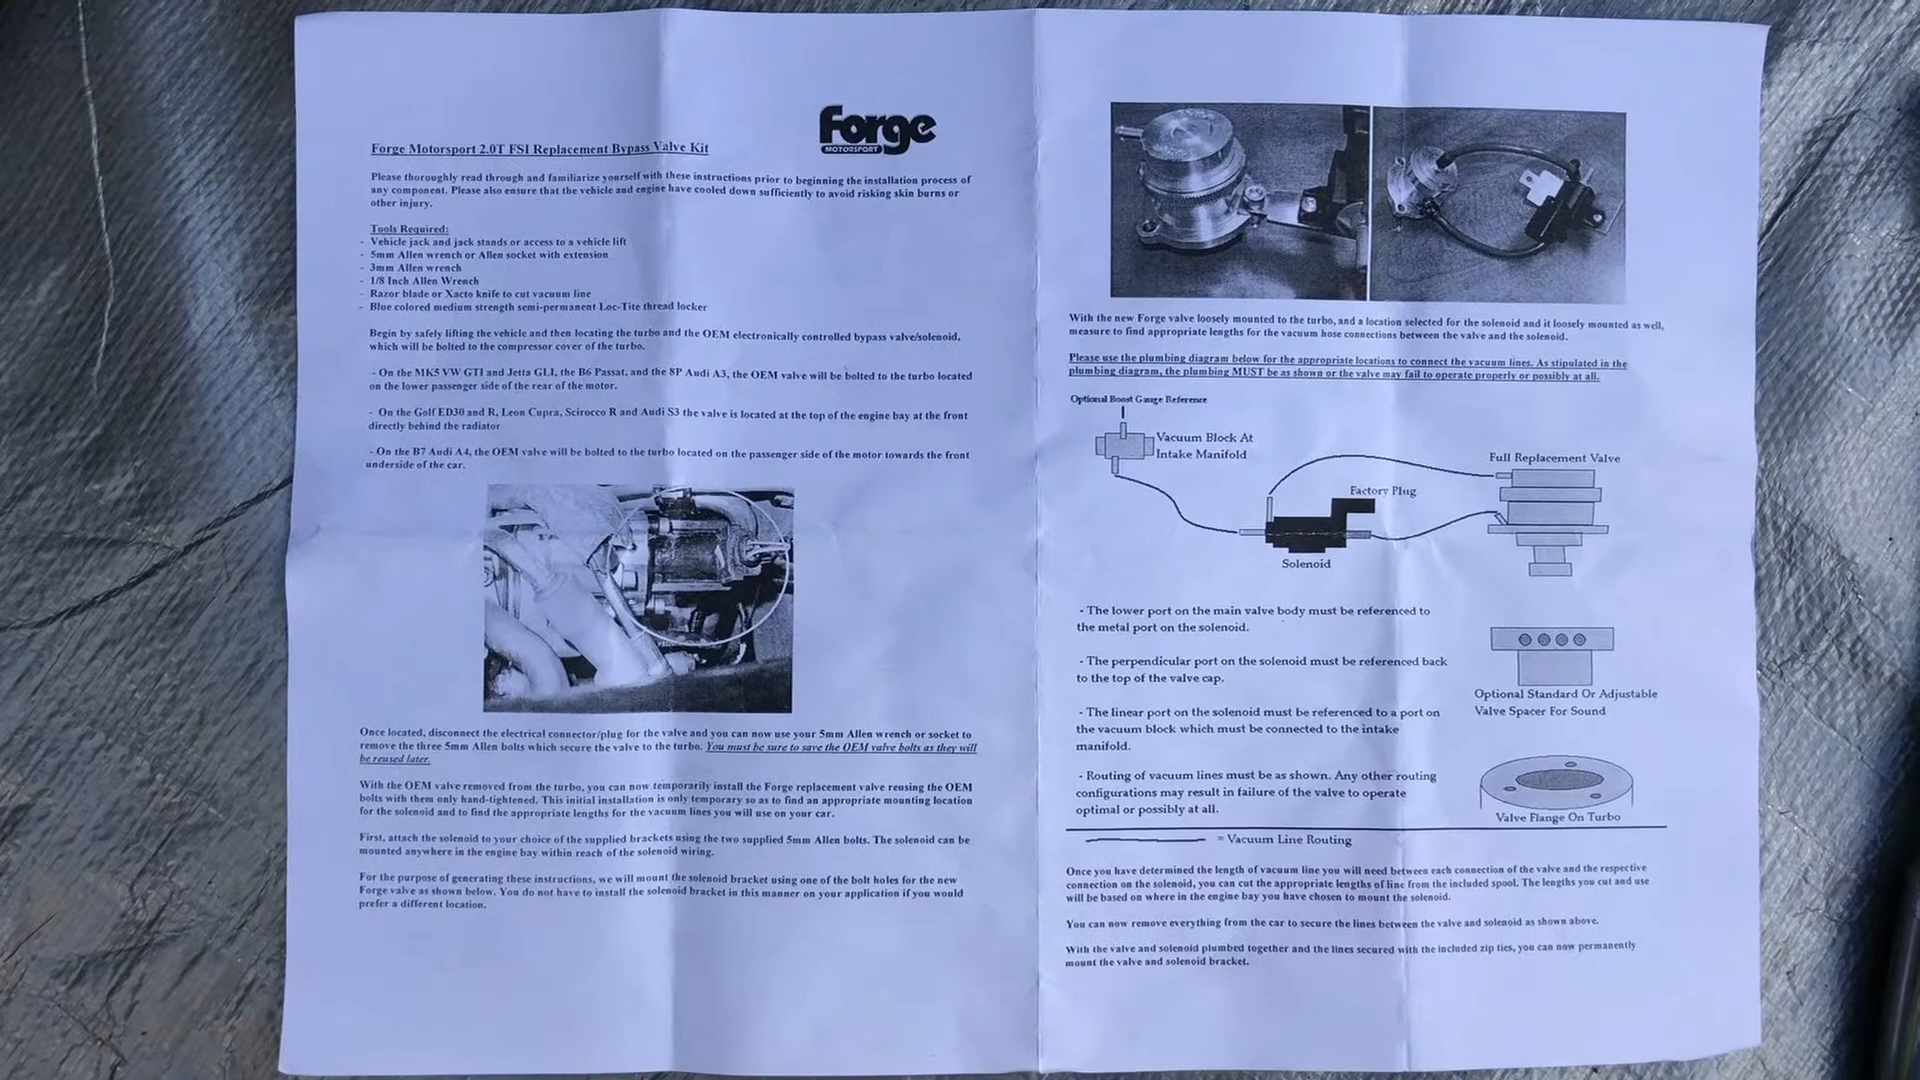 Forge
MOTORSPORT
Forge Motorsport 2.0T FSI Replacement Bypass Valve Kit
Please thoroughly read through and familiarize yourself with these instructions prior to beginning the installation process of
any component. Please also ensure that the vehicle and engine have cooled down sufficiently to avoid risking skin burns or
other injury.
Tools Required:
- Vehicle jack and jack stands or access to a vehicle lift
- 5mm Allen wrench or Allen socket with extension
- 3mm Allen wrench
- 1/8 Inch Allen Wrench
- Razor blade or Xacto knife to cut vacuum line
- Blue colored medium strength semi-permanent Loc-Tite thread locker
Begin by safely lifting the vehicle and then locating the turbo and the OEM electronically controlled bypass valve/solenoid,
which will be bolted to the compressor cover of the turbo.
- On the MK5 VW GTI and Jetta GLI, the B6 Passat, and the 8P Audi A3, the OEM valve will be bolted to the turbo located
on the lower passenger side of the rear of the motor.
- On the Golf ED30 and R, Leon Cupra, Scirocco R and Audi S3 the valve is located at the top of the engine bay at the front
directly behind the radiator
- On the B7 Audi A4, the OEM valve will be bolted to the turbo located on the passenger side of the motor towards the front
underside of the car.
Once located, disconnect the electrical connector/plug for the valve and you can now use your 5mm Allen wrench or socket to
remove the three 5mm Allen bolts which secure the valve to the turbo. You must be sure to save the OEM valve bolts as they will
be reused later.
With the OEM valve removed from the turbo, you can now temporarily install the Forge replacement valve reusing the OEM
bolts with them only hand-tightened. This initial installation is only temporary so as to find an appropriate mounting location
for the solenoid and to find the appropriate lengths for the vacuum lines you will use on your car.
First, attach the solenoid to your choice of the supplied brackets using the two supplied 5mm Allen bolts. The solenoid can be
mounted anywhere in the engine bay within reach of the solenoid wiring.
For the purpose of generating these instructions, we will mount the solenoid bracket using one of the bolt holes for the new
Forge valve as shown below. You do not have to install the solenoid bracket in this manner on your application if you would
prefer a different location.
With the new Forge valve loosely mounted to the turbo, and a location selected for the solenoid and it loosely mounted as well,
measure to find appropriate lengths for the vacuum hose connections between the valve and the solenoid.
Please use the plumbing diagram below for the appropriate locations to connect the vacuum lines. As stipulated in the
plumbing diagram, the plumbing MUST be as shown or the valve may fail to operate properly or possibly at all.
Optional Boost Gauge Reference
Vacuum Block At
Intake Manifold
Full Replacement Valve
Factory Plug
Solenoid
- The lower port on the main valve body must be referenced to
the metal port on the solenoid.
- The perpendicular port on the solenoid must be referenced back
to the top of the valve cap.
Optional Standard Or Adjustable
Valve Spacer For Sound
- The linear port on the solenoid must be referenced to a port on
the vacuum block which must be connected to the intake
manifold.
- Routing of vacuum lines must be as shown. Any other routing
configurations may result in failure of the valve to operate
optimal or possibly at all.
Valve Flange On Turbo
= Vacuum Line Routing
Once you have determined the length of vacuum line you will need between each connection of the valve and the respective
connection on the solenoid, you can cut the appropriate lengths of line from the included spool. The lengths you cut and use
will be based on where in the engine bay you have chosen to mount the solenoid.
You can now remove everything from the car to secure the lines between the valve and solenoid as shown above.
With the valve and solenoid plumbed together and the lines secured with the included zip ties, you can now permanently
mount the valve and solenoid bracket.